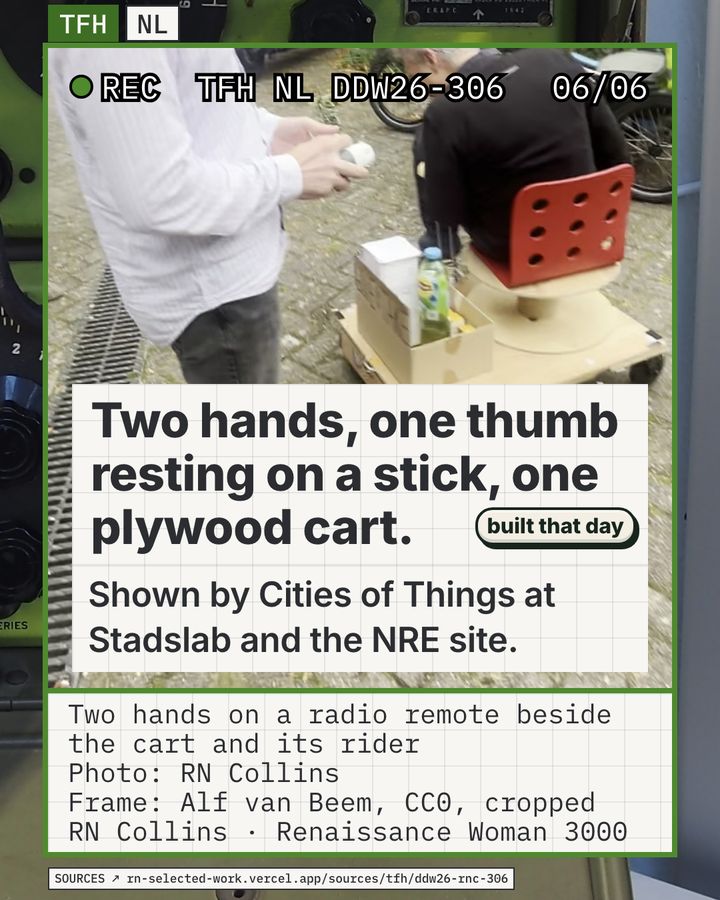 TFH NL
E.R.A.P.C 1942
REC TFH NL DDW26-306 06/06
Two hands, one thumb
resting on a stick, one
plywood cart.
built that day
Shown by Cities of Things at
Stadslab and the NRE site.
2
ERIES
Two hands on a radio remote beside
the cart and its rider
Photo: RN Collins
Frame: Alf van Beem, CC0, cropped
RN Collins · Renaissance Woman 3000
SOURCES ↗ rn-selected-work.vercel.app/sources/tfh/ddw26-rnc-306